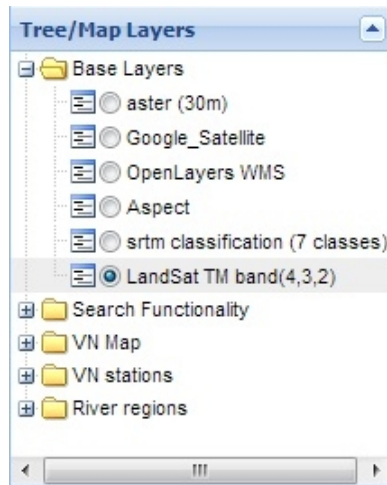 Tree/Map Layers
Base Layers
aster (30m)
Google_Satellite
OpenLayers WMS
Aspect
srtm classification (7 classes)
LandSat TM band(4,3,2)
Search Functionality
VN Map
VN stations
River regions